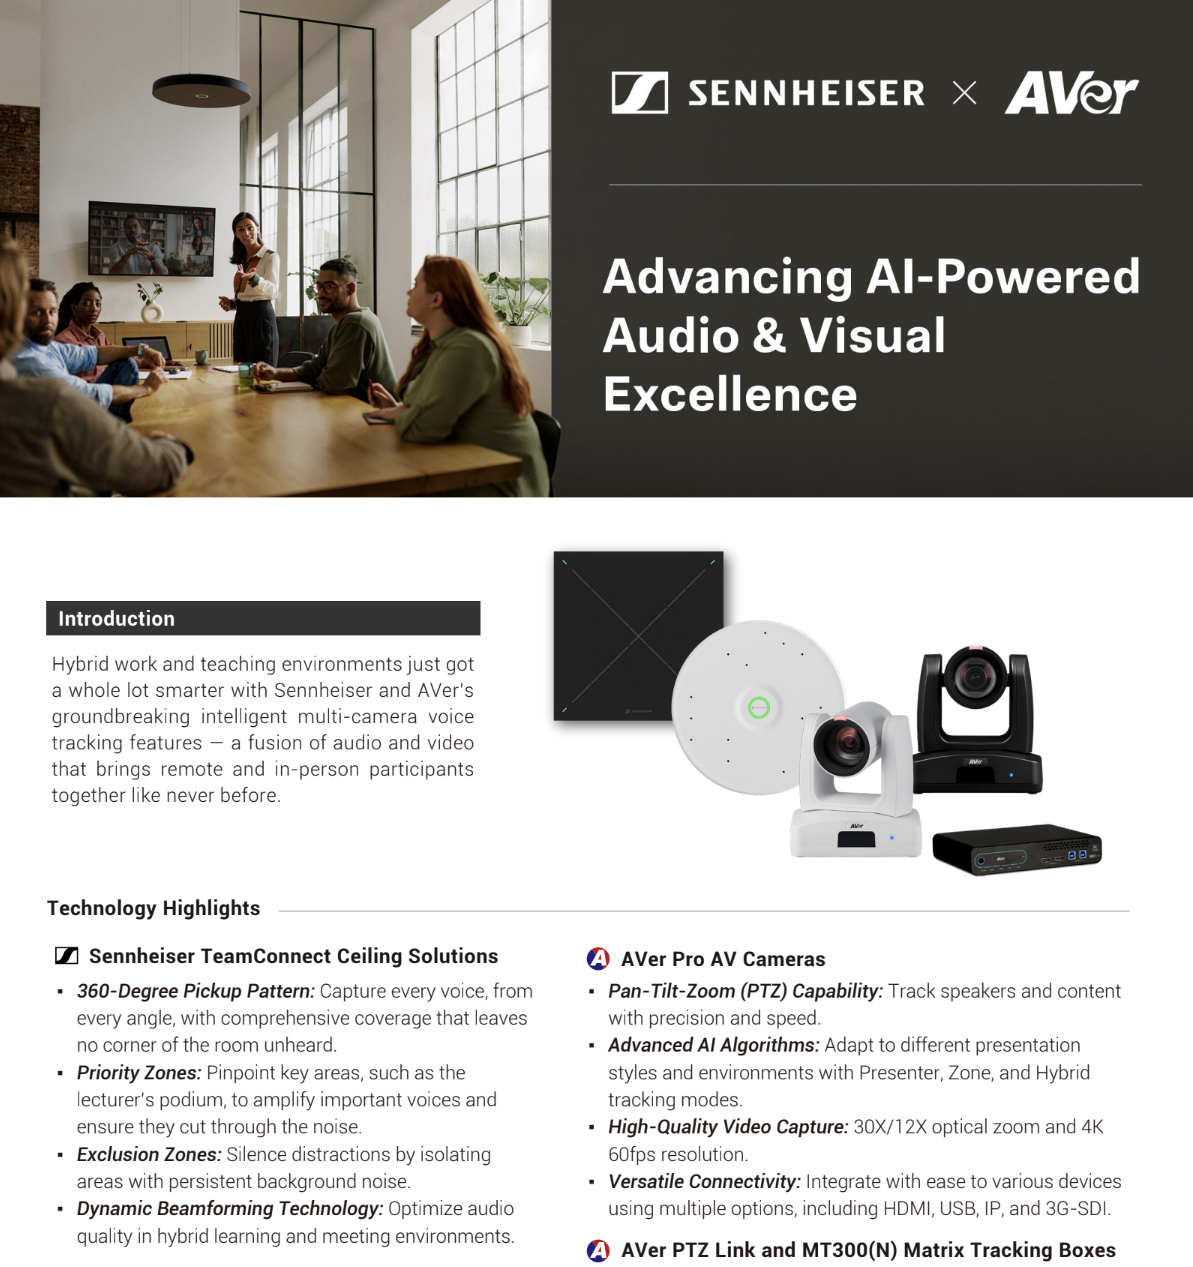 SENNHEISER × AVer
Advancing AI-Powered
Audio & Visual
Excellence
Introduction
Hybrid work and teaching environments just got
a whole lot smarter with Sennheiser and AVer's
groundbreaking intelligent multi-camera voice
tracking features — a fusion of audio and video
that brings remote and in-person participants
together like never before.
SENNHEISER
AVer
AVer
AVer
Technology Highlights
Sennheiser TeamConnect Ceiling Solutions
▪ 360-Degree Pickup Pattern: Capture every voice, from
every angle, with comprehensive coverage that leaves
no corner of the room unheard.
▪ Priority Zones: Pinpoint key areas, such as the
lecturer's podium, to amplify important voices and
ensure they cut through the noise.
▪ Exclusion Zones: Silence distractions by isolating
areas with persistent background noise.
▪ Dynamic Beamforming Technology: Optimize audio
quality in hybrid learning and meeting environments.
AVer Pro AV Cameras
▪ Pan-Tilt-Zoom (PTZ) Capability: Track speakers and content
with precision and speed.
▪ Advanced AI Algorithms: Adapt to different presentation
styles and environments with Presenter, Zone, and Hybrid
tracking modes.
▪ High-Quality Video Capture: 30X/12X optical zoom and 4K
60fps resolution.
▪ Versatile Connectivity: Integrate with ease to various devices
using multiple options, including HDMI, USB, IP, and 3G-SDI.
AVer PTZ Link and MT300(N) Matrix Tracking Boxes